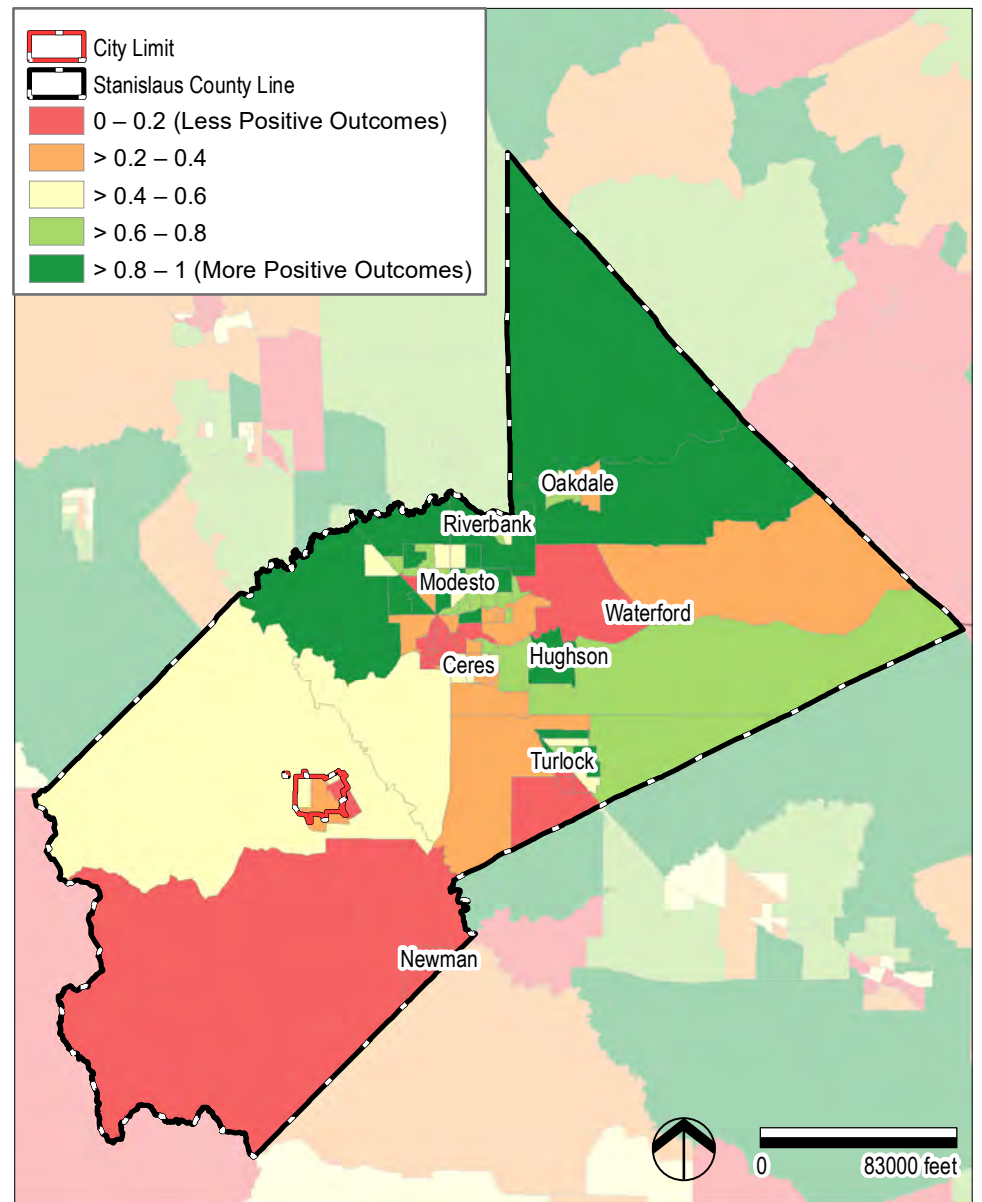 City Limit
Stanislaus County Line
0 – 0.2 (Less Positive Outcomes)
> 0.2 – 0.4
> 0.4 – 0.6
> 0.6 – 0.8
> 0.8 – 1 (More Positive Outcomes)
Oakdale
Riverbank
Modesto
Waterford
Hughson
Ceres
Turlock
Newman
0 83000 feet